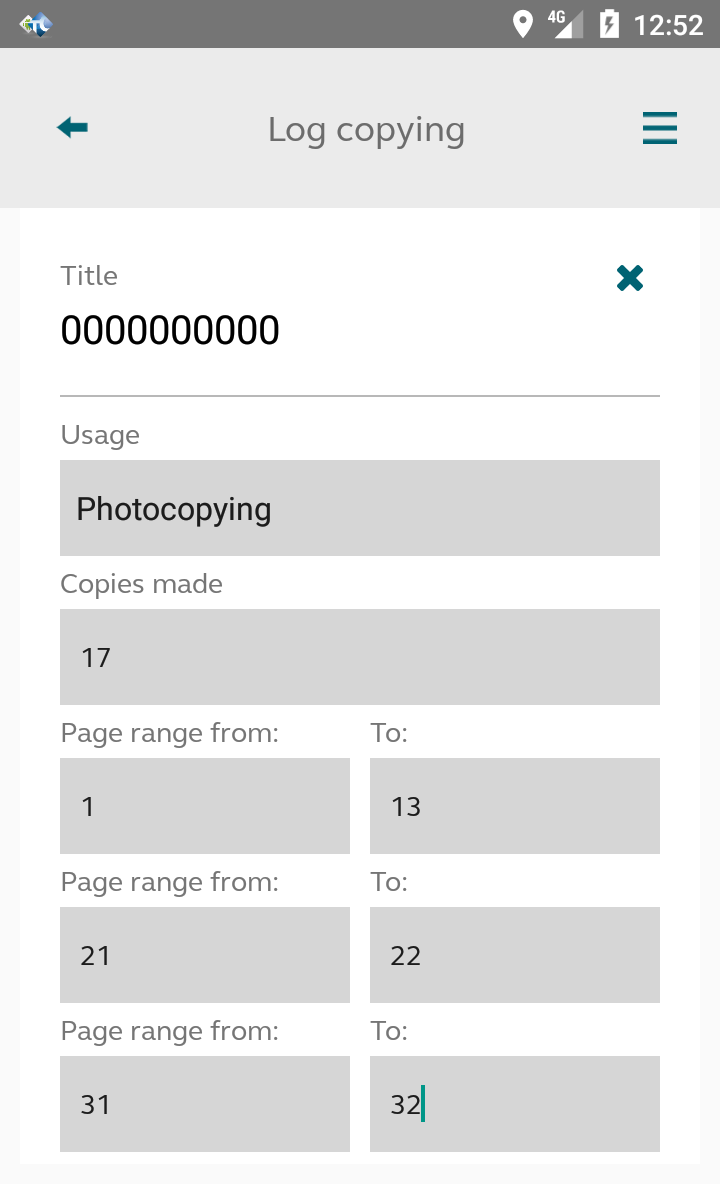 4G 12:52
Log copying
Title
0000000000
Usage
Photocopying
Copies made
17
Page range from: To:
1 13
Page range from: To:
21 22
Page range from: To:
31 32